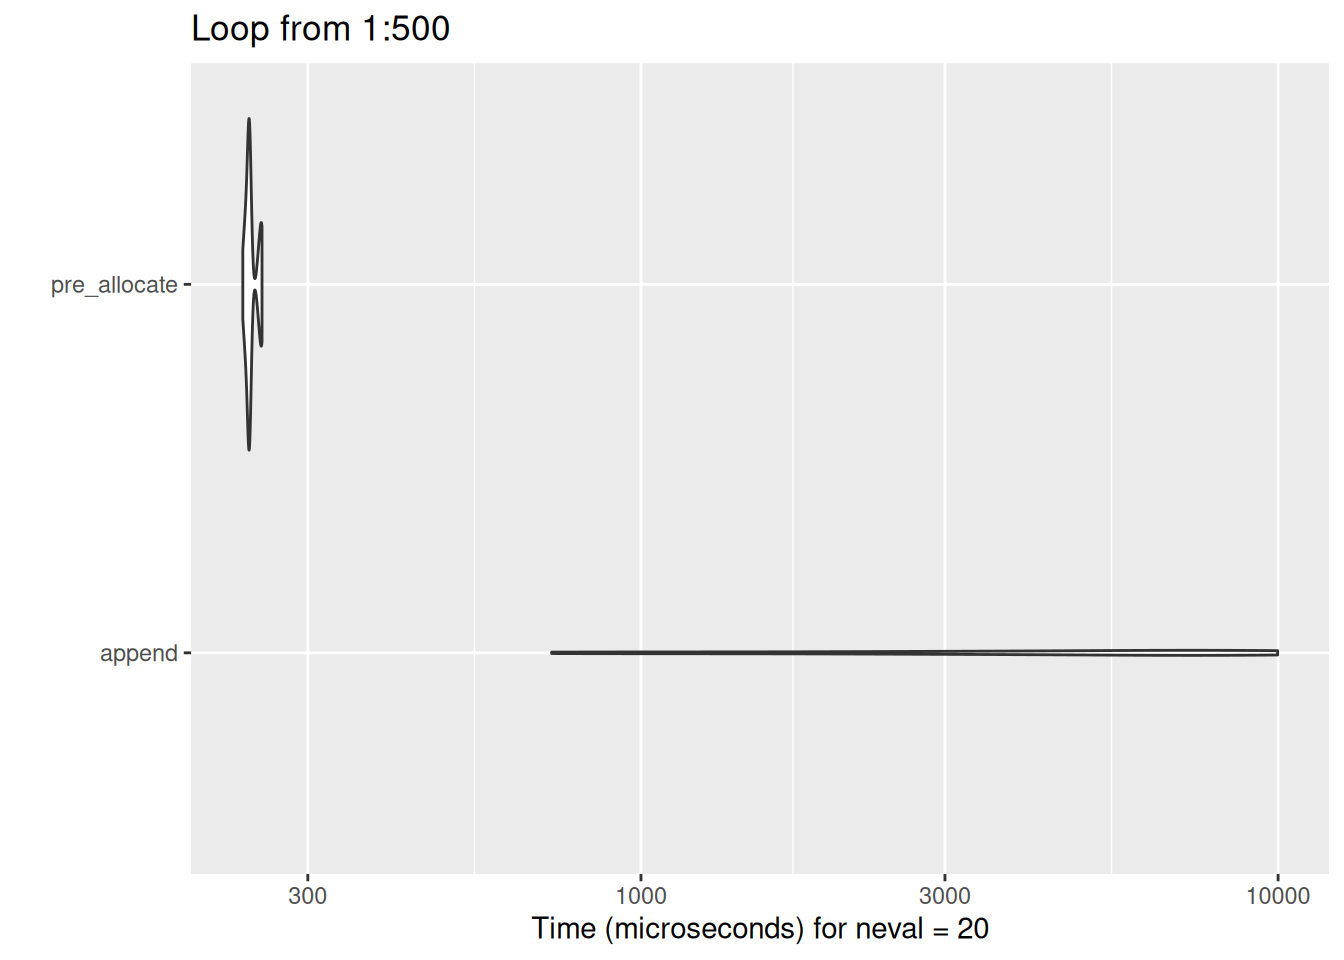 Loop from 1:500
pre_allocate
append
300 1000 3000 10000
Time (microseconds) for neval = 20